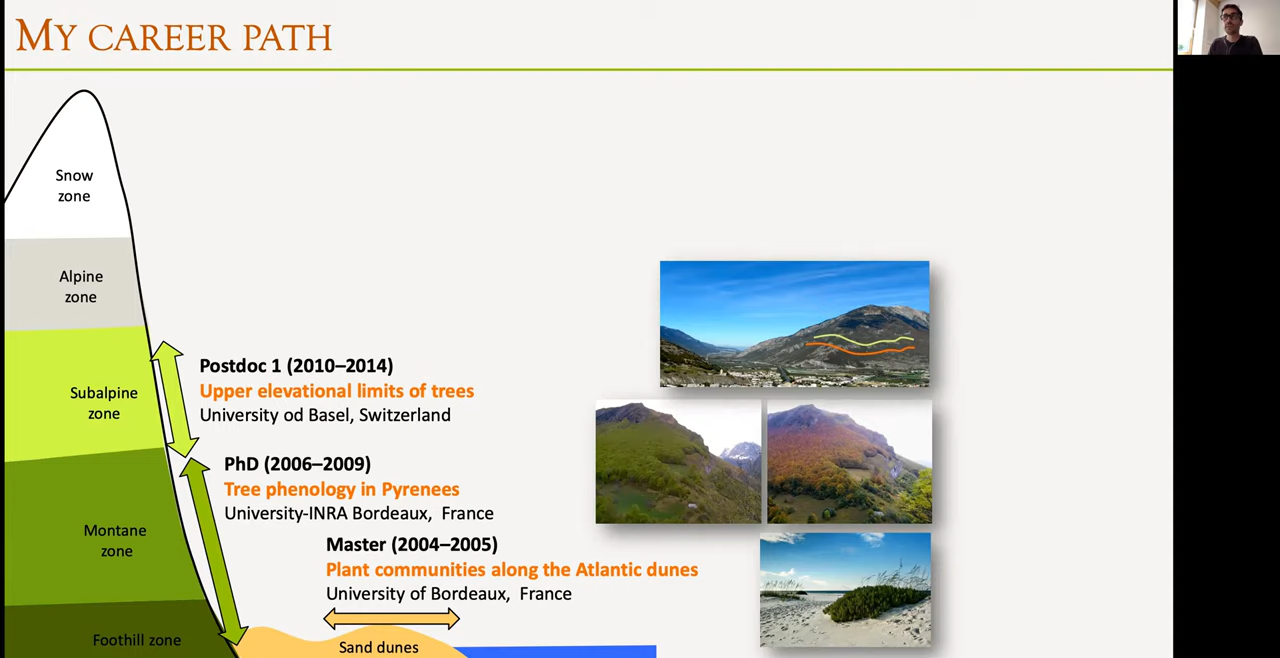 MY CAREER PATH
Snow
zone
Alpine
zone
Subalpine
zone
Montane
zone
Foothill zone
Postdoc 1 (2010–2014)
Upper elevational limits of trees
University od Basel, Switzerland
PhD (2006–2009)
Tree phenology in Pyrenees
University-INRA Bordeaux, France
Master (2004–2005)
Plant communities along the Atlantic dunes
University of Bordeaux, France
Sand dunes